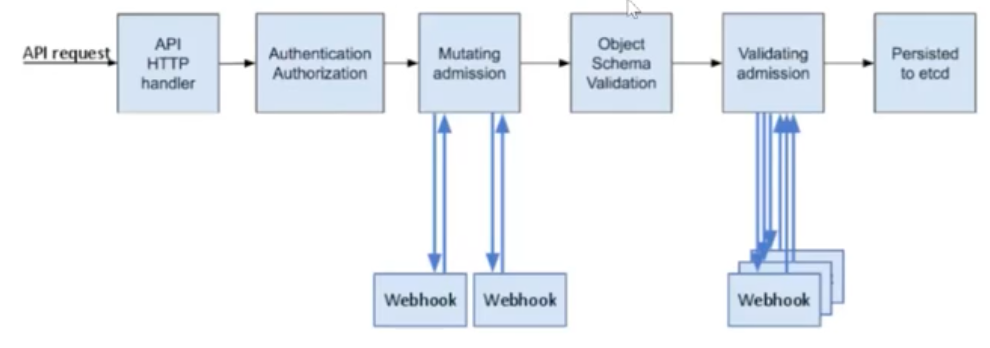 API request
API
HTTP
handler
Authentication
Authorization
Mutating
admission
Object
Schema
Validation
Validating
admission
Persisted
to etcd
Webhook
Webhook
Webhook